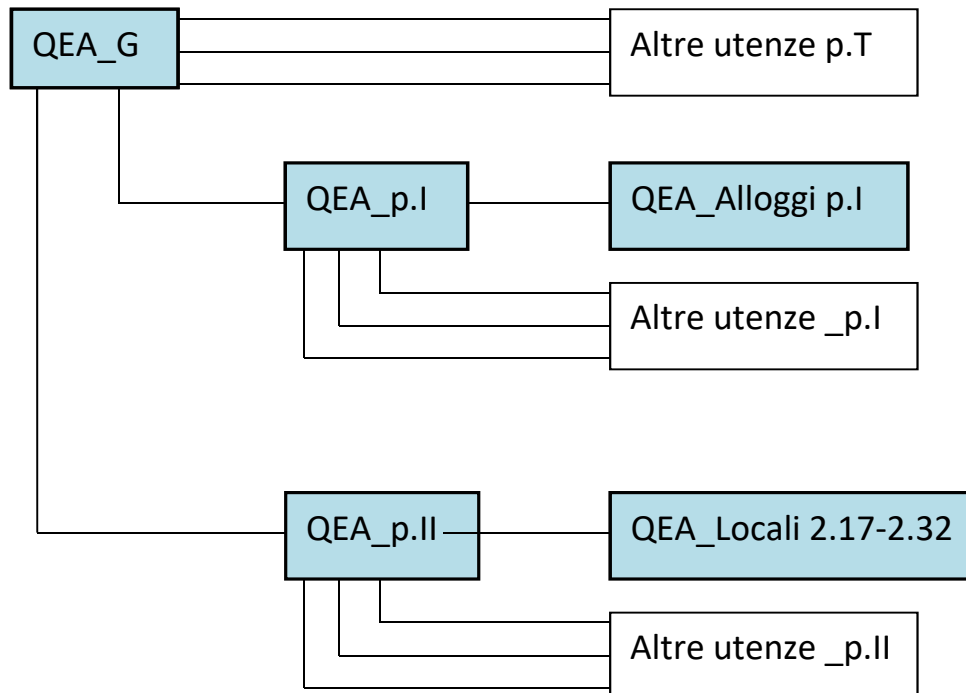 QEA_G
Altre utenze p.T
QEA_p.I
QEA_Alloggi p.I
Altre utenze _p.I
QEA_p.II
QEA_Locali 2.17-2.32
Altre utenze _p.II